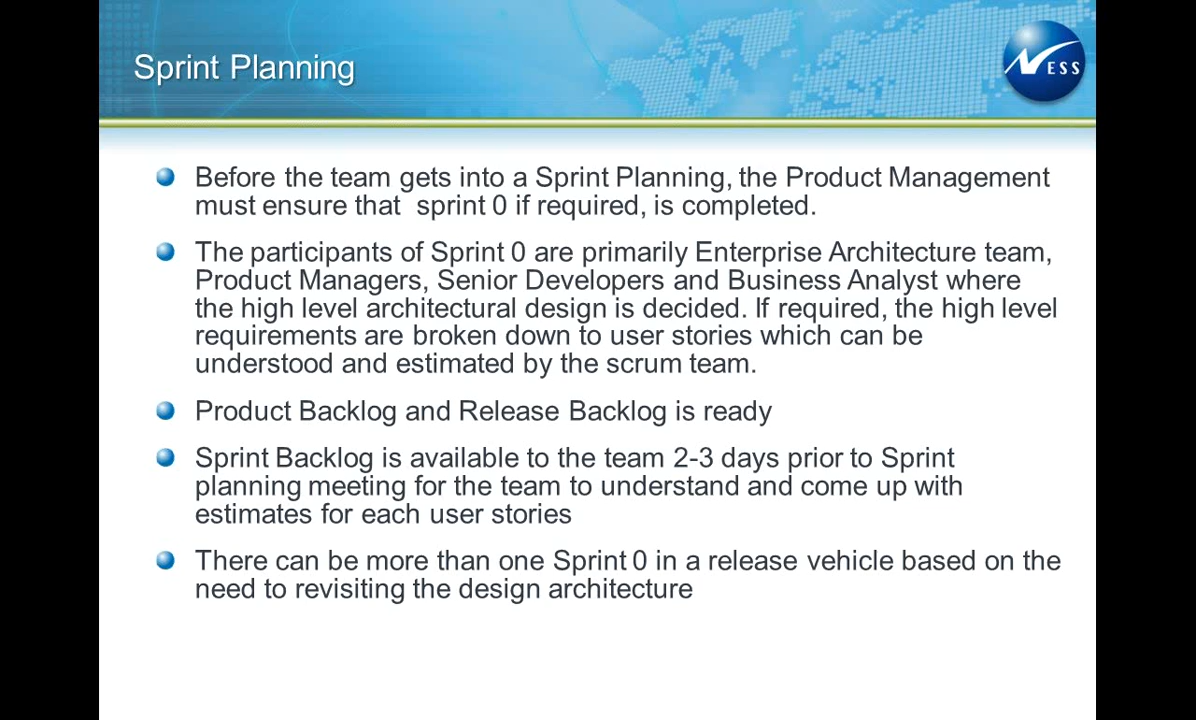 Sprint Planning
NESS
Before the team gets into a Sprint Planning, the Product Management
must ensure that  sprint 0 if required, is completed.
The participants of Sprint 0 are primarily Enterprise Architecture team,
Product Managers, Senior Developers and Business Analyst where
the high level architectural design is decided. If required, the high level
requirements are broken down to user stories which can be
understood and estimated by the scrum team.
Product Backlog and Release Backlog is ready
Sprint Backlog is available to the team 2-3 days prior to Sprint
planning meeting for the team to understand and come up with
estimates for each user stories
There can be more than one Sprint 0 in a release vehicle based on the
need to revisiting the design architecture